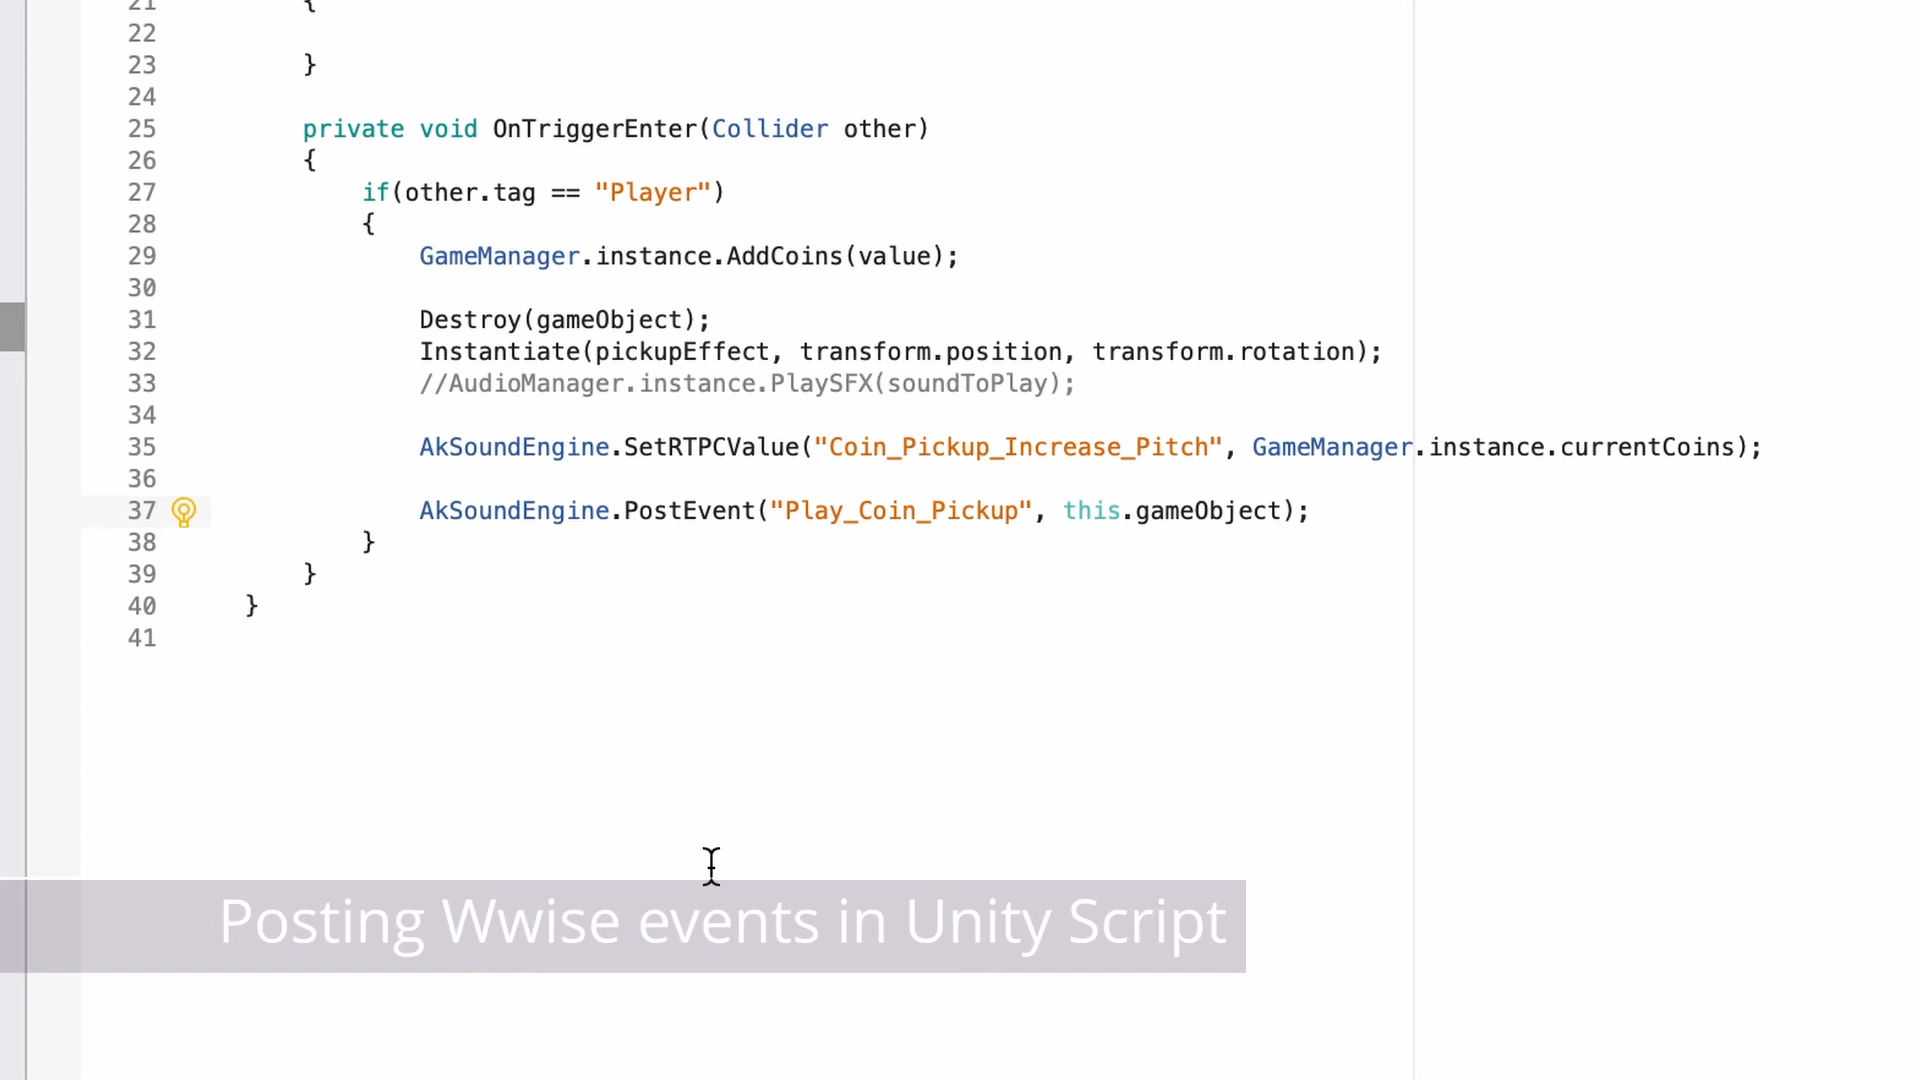 21 {
22
23 }
24
25 private void OnTriggerEnter(Collider other)
26 {
27 if(other.tag == "Player")
28 {
29 GameManager.instance.AddCoins(value);
30
31 Destroy(gameObject);
32 Instantiate(pickupEffect, transform.position, transform.rotation);
33 //AudioManager.instance.PlaySFX(soundToPlay);
34
35 AkSoundEngine.SetRTPCValue("Coin_Pickup_Increase_Pitch", GameManager.instance.currentCoins);
36
37 AkSoundEngine.PostEvent("Play_Coin_Pickup", this.gameObject);
38 }
39 }
40 }
41
Posting Wwise events in Unity Script